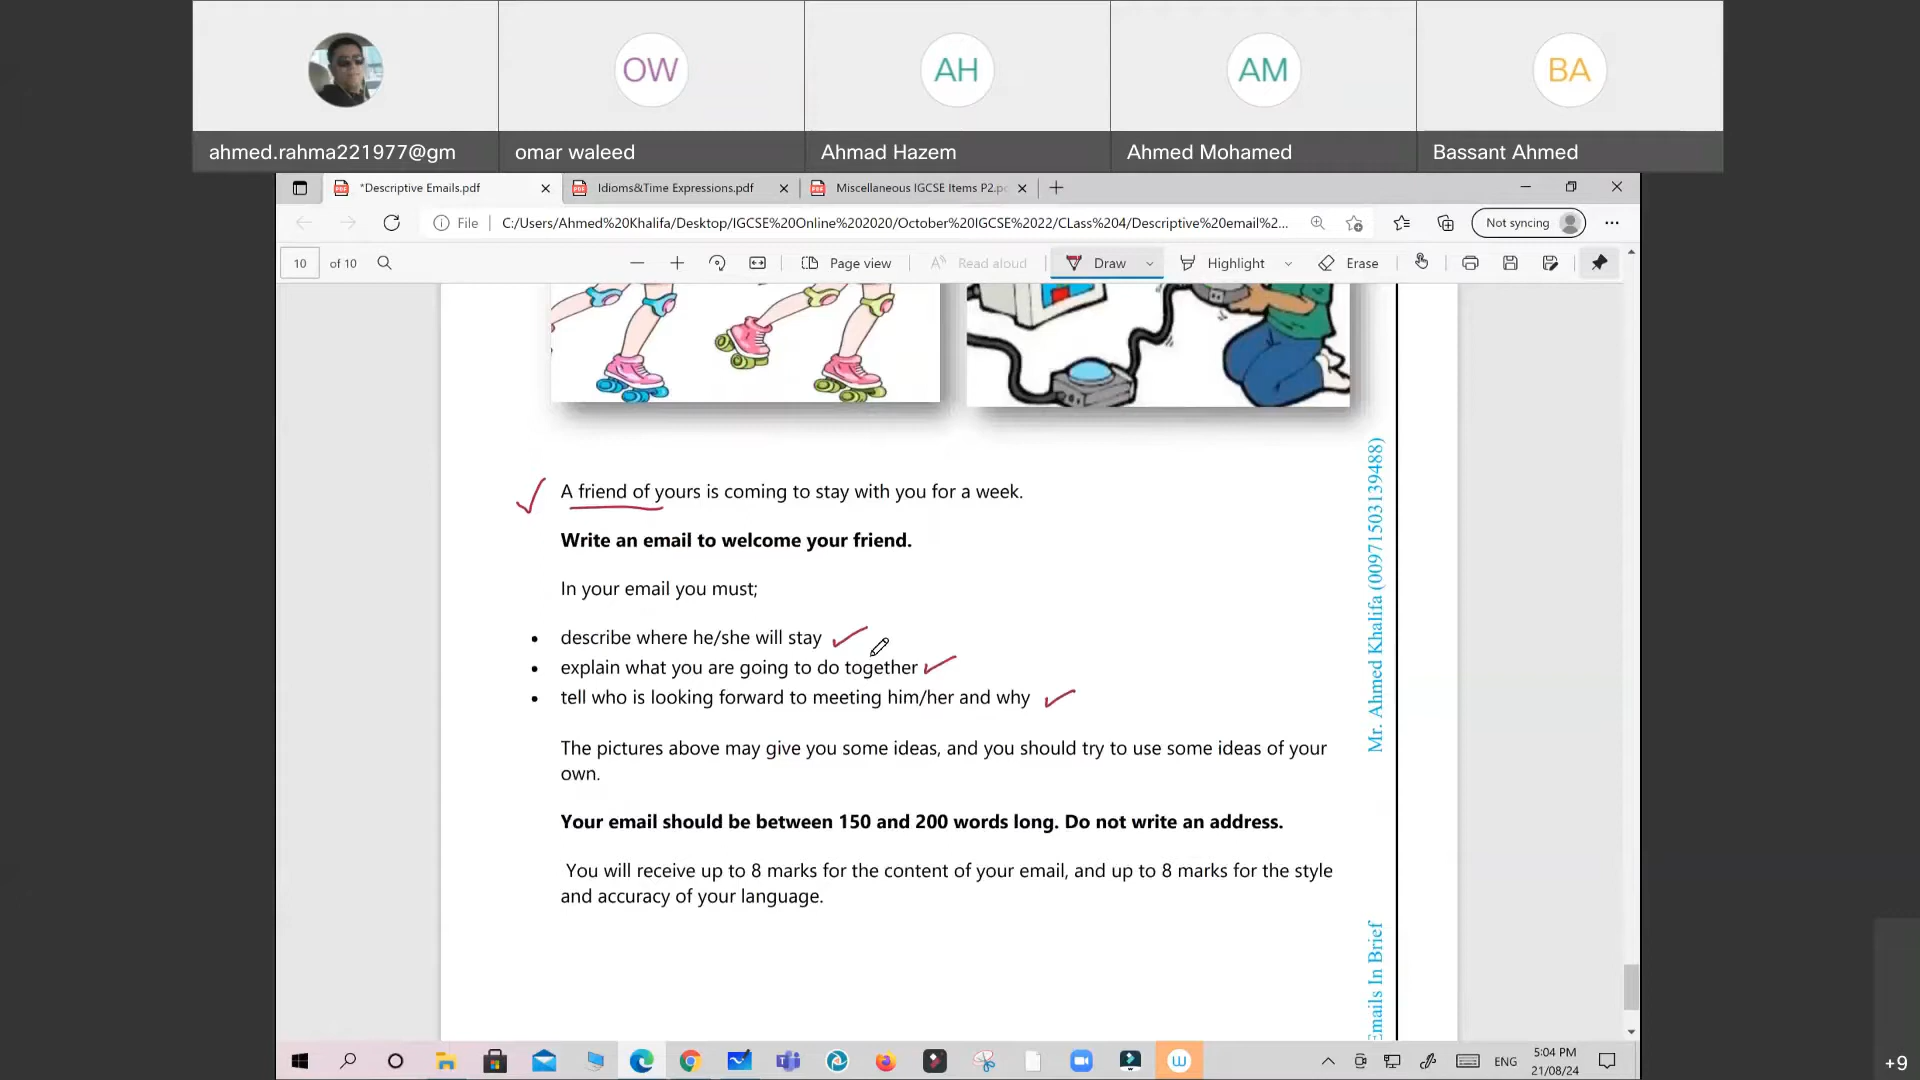 OW
AH
AM
BA
ahmed.rahma221977@gm
omar waleed
Ahmad Hazem
Ahmed Mohamed
Bassant Ahmed
*Descriptive Emails.pdf
Idioms&Time Expressions.pdf
Miscellaneous IGCSE Items P2.p
File
C:/Users/Ahmed%20Khalifa/Desktop/IGCSE%20Online%202020/October%20IGCSE%2022/CLass%204/Descriptive%20email%2...
Not syncing
10
of 10
Page view
Read aloud
Draw
Highlight
Erase
A friend of yours is coming to stay with you for a week.
Write an email to welcome your friend.
In your email you must;
• describe where he/she will stay
• explain what you are going to do together
• tell who is looking forward to meeting him/her and why
The pictures above may give you some ideas, and you should try to use some ideas of your
own.
Your email should be between 150 and 200 words long. Do not write an address.
You will receive up to 8 marks for the content of your email, and up to 8 marks for the style
and accuracy of your language.
Mr. Ahmed Khalifa (00971503139488)
Emails In Brief
ENG
5:04 PM
21/08/24
+9